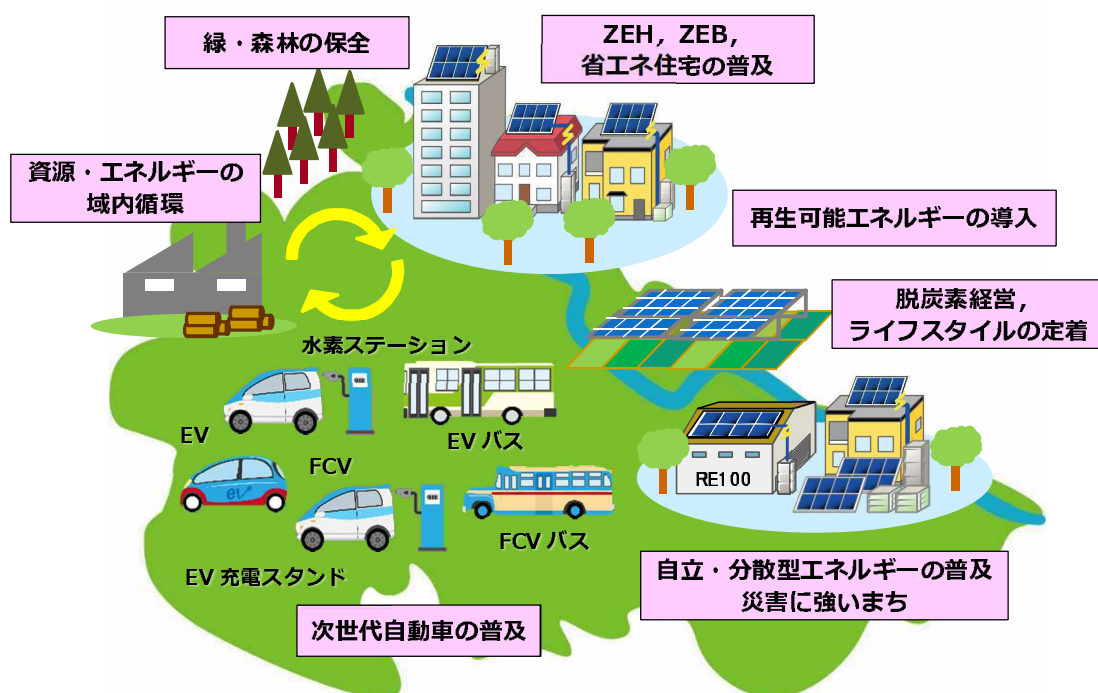 緑・森林の保全
ZEH，ZEB，
省エネ住宅の普及
資源・エネルギーの
域内循環
再生可能エネルギーの導入
脱炭素経営，
ライフスタイルの定着
水素ステーション
EV
EV バス
FCV
RE100
ev
FCV バス
EV 充電スタンド
自立・分散型エネルギーの普及
災害に強いまち
次世代自動車の普及